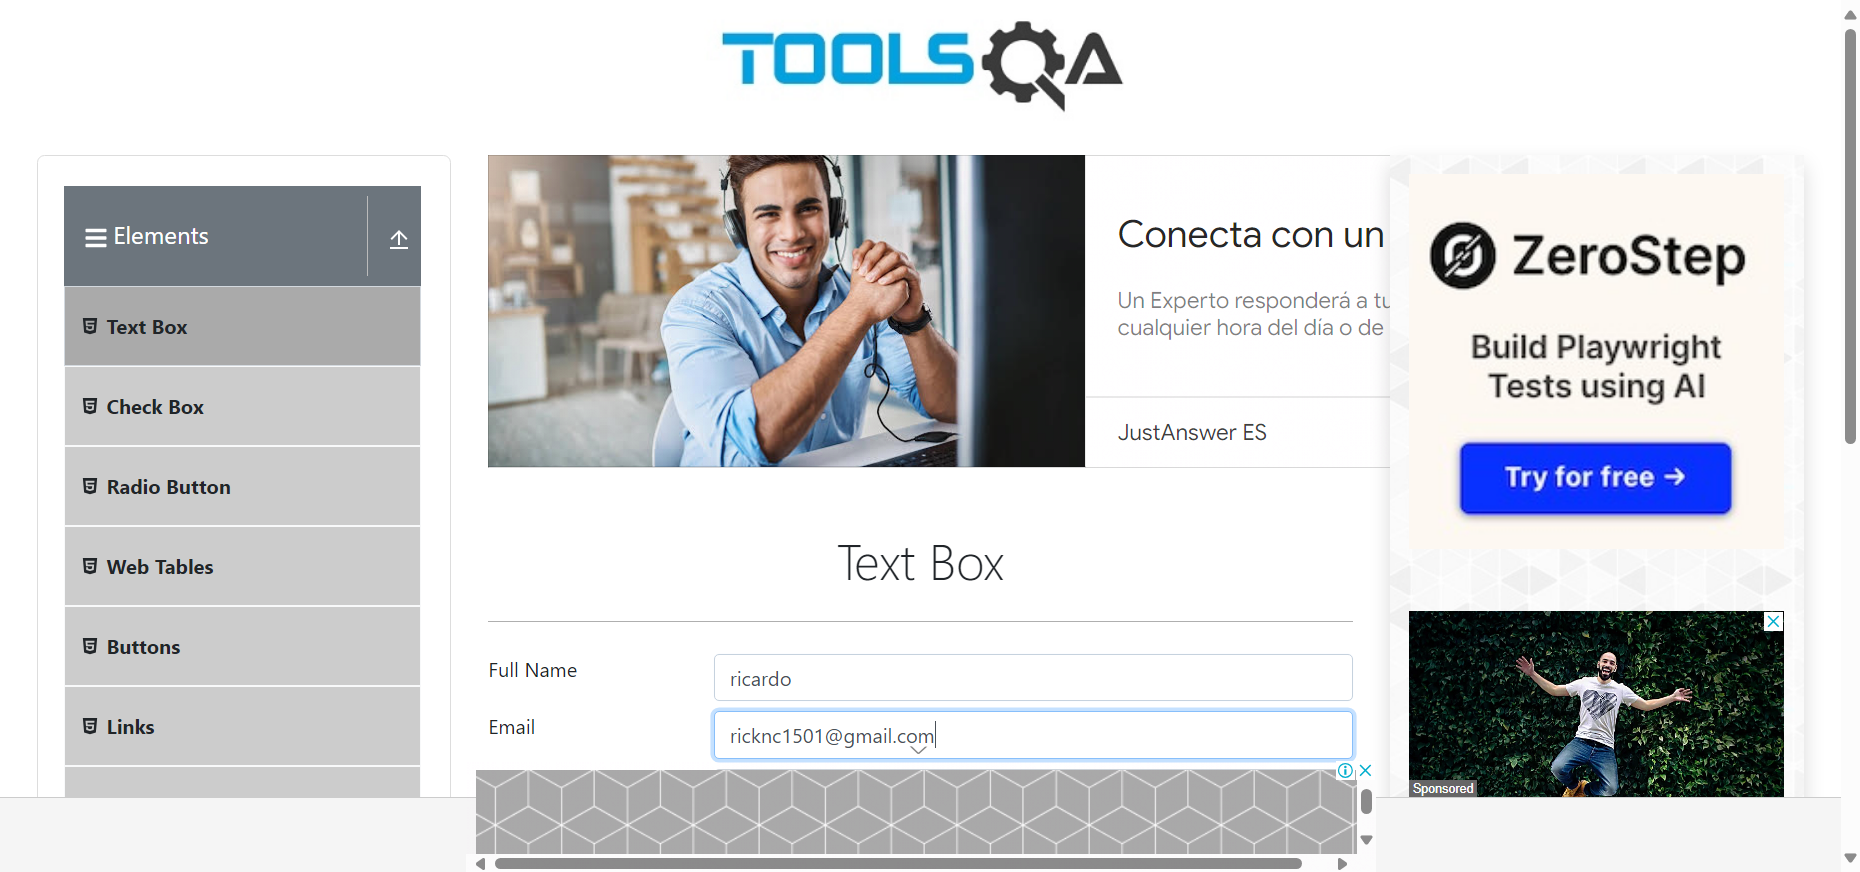 TOOLSQA
Elements
Text Box
Check Box
Radio Button
Web Tables
Buttons
Links
Conecta con un
Un Experto responderá a tu
cualquier hora del día o de
JustAnswer ES
Text Box
Full Name
ricardo
Email
ricknc1501@gmail.com
ZeroStep
Build Playwright
Tests using AI
Try for free →
Sponsored